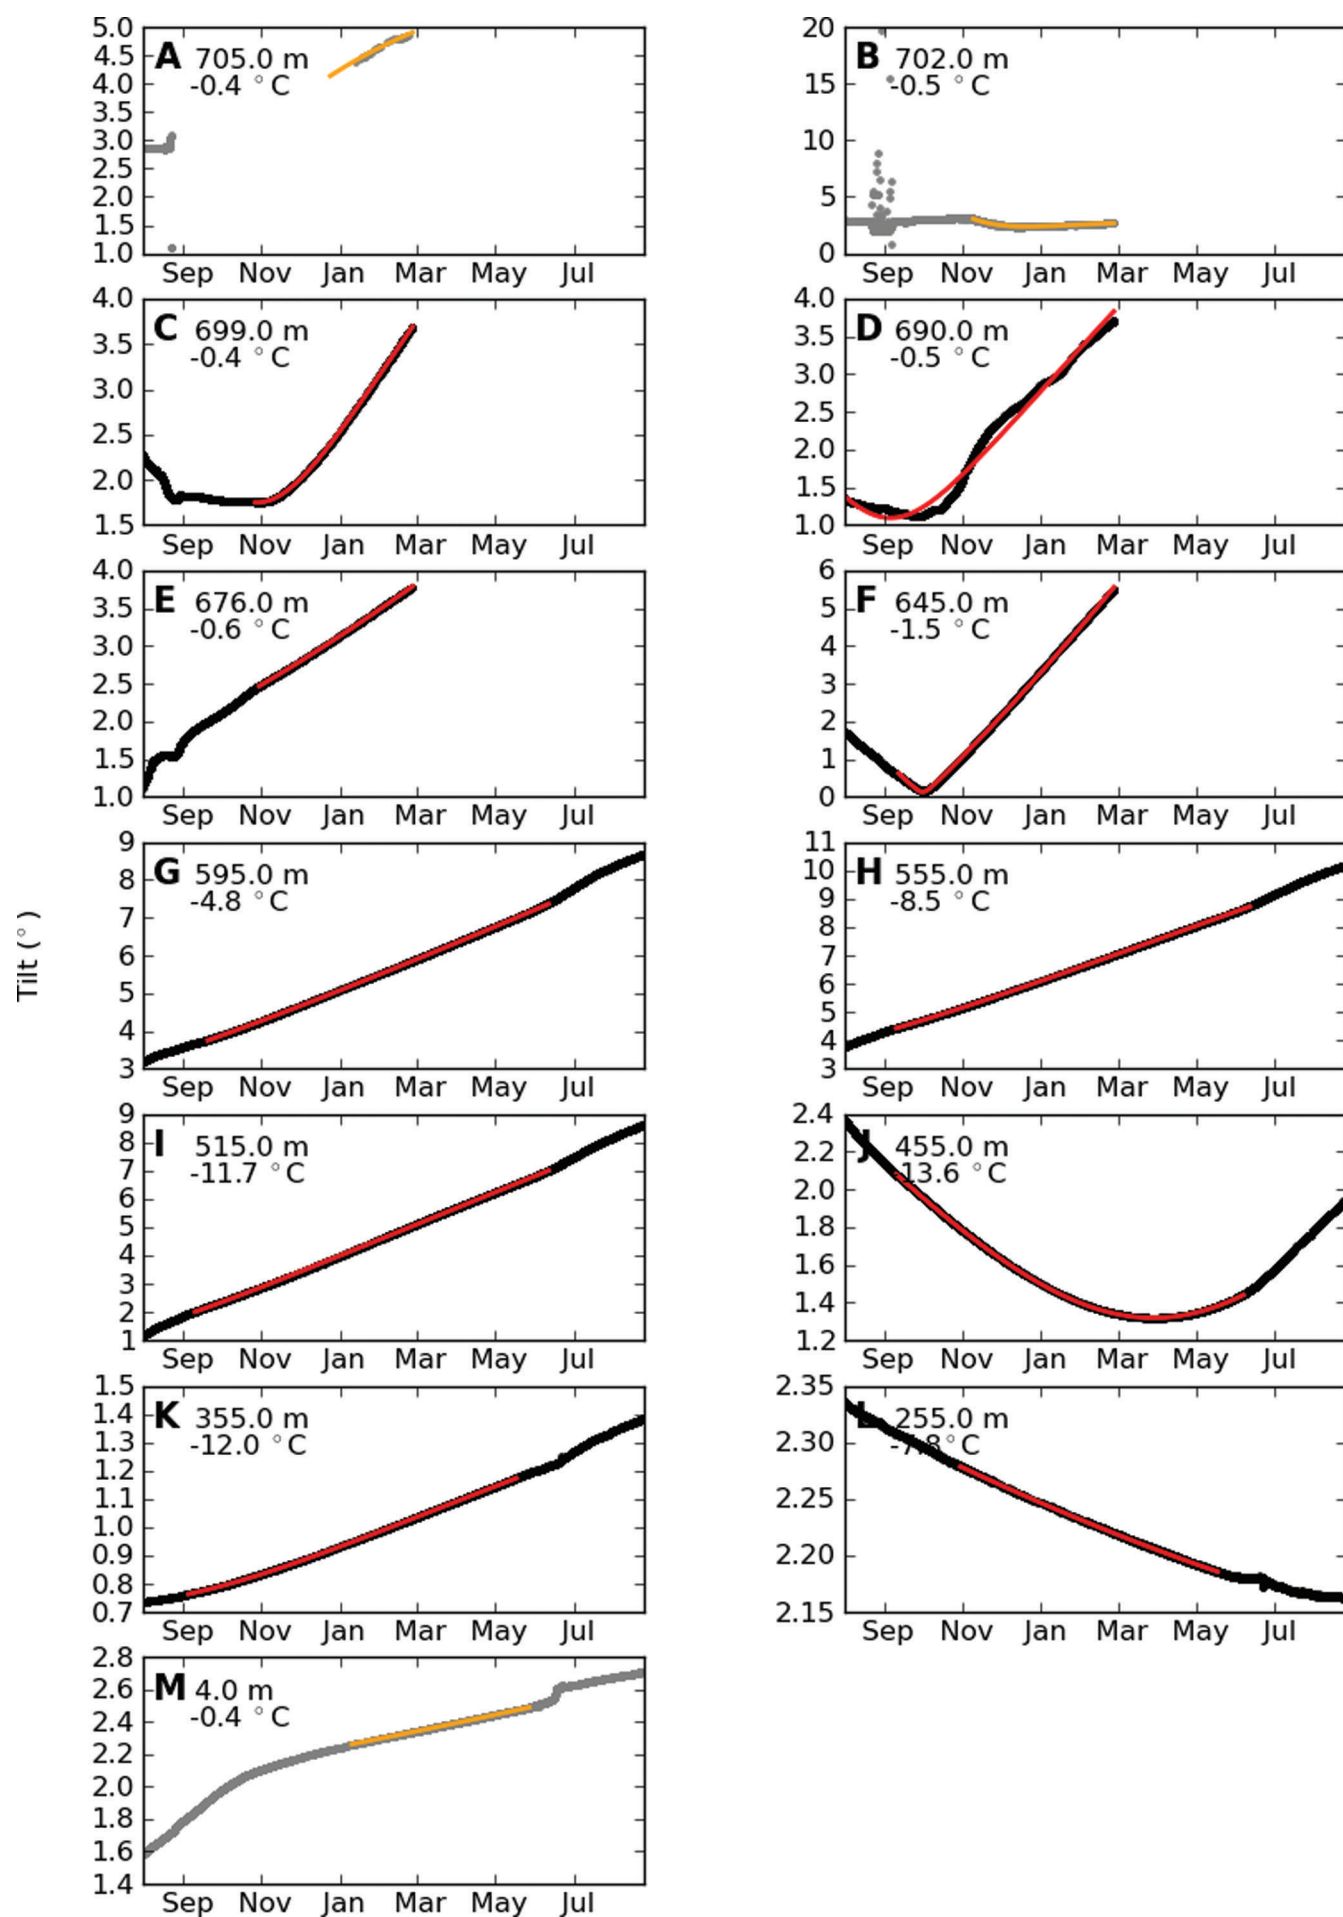 Tilt (°)
A 705.0 m
-0.4 °C
5.0
4.5
4.0
3.5
3.0
2.5
2.0
1.5
1.0
Sep Nov Jan Mar May Jul
B 702.0 m
-0.5 °C
20
15
10
5
0
Sep Nov Jan Mar May Jul
C 699.0 m
-0.4 °C
4.0
3.5
3.0
2.5
2.0
1.5
Sep Nov Jan Mar May Jul
D 690.0 m
-0.5 °C
4.0
3.5
3.0
2.5
2.0
1.5
1.0
Sep Nov Jan Mar May Jul
E 676.0 m
-0.6 °C
4.0
3.5
3.0
2.5
2.0
1.5
1.0
Sep Nov Jan Mar May Jul
F 645.0 m
-1.5 °C
6
5
4
3
2
1
0
Sep Nov Jan Mar May Jul
G 595.0 m
-4.8 °C
9
8
7
6
5
4
3
Sep Nov Jan Mar May Jul
H 555.0 m
-8.5 °C
11
10
9
8
7
6
5
4
3
Sep Nov Jan Mar May Jul
I 515.0 m
-11.7 °C
9
8
7
6
5
4
3
2
1
Sep Nov Jan Mar May Jul
J 455.0 m
-13.6 °C
2.4
2.2
2.0
1.8
1.6
1.4
1.2
Sep Nov Jan Mar May Jul
K 355.0 m
-12.0 °C
1.5
1.4
1.3
1.2
1.1
1.0
0.9
0.8
0.7
Sep Nov Jan Mar May Jul
L 255.0 m
-7.8 °C
2.35
2.30
2.25
2.20
2.15
Sep Nov Jan Mar May Jul
M 4.0 m
-0.4 °C
2.8
2.6
2.4
2.2
2.0
1.8
1.6
1.4
Sep Nov Jan Mar May Jul